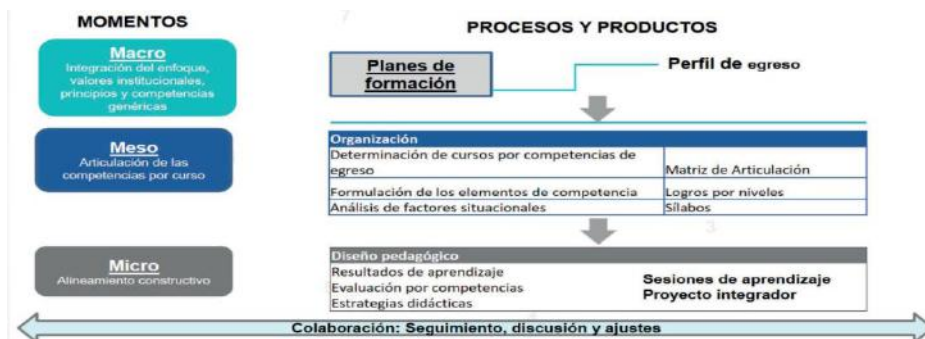 MOMENTOS
PROCESOS Y PRODUCTOS
Macro
Integración del enfoque,
valores institucionales,
principios y competencias
genéricas
Planes de
formación
Perfil de egreso
Meso
Articulación de las
competencias por curso
Organización
Determinación de cursos por competencias de
egreso
Matriz de Articulación
Formulación de los elementos de competencia
Logros por niveles
Análisis de factores situacionales
Sílabos
Micro
Alineamiento constructivo
Diseño pedagógico
Resultados de aprendizaje
Evaluación por competencias
Estrategias didácticas
Sesiones de aprendizaje
Proyecto integrador
Colaboración: Seguimiento, discusión y ajustes